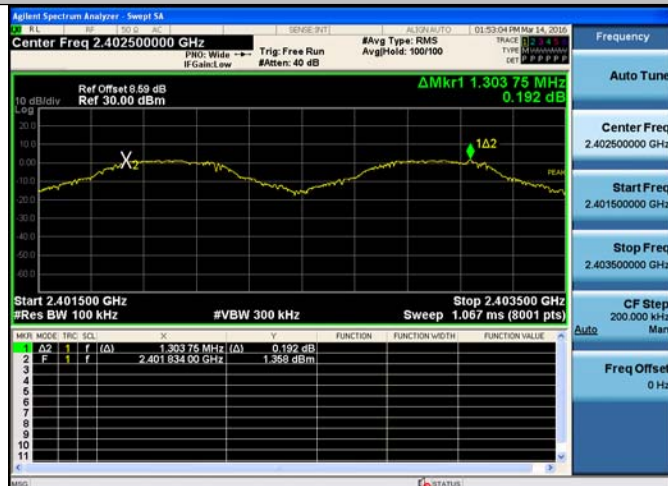 Agilent Spectrum Analyzer - Swept SA
RL RF 50 Ω AC SENSE:INT ALIGN AUTO 01:53:04 PM Mar 14, 2016
Center Freq 2.402500000 GHz
PNO: Wide
IFGain:Low
Trig: Free Run
#Atten: 40 dB
#Avg Type: RMS
Avg|Hold: 100/100
TRACE 1 2 3 4 5 6
TYPE
DET P P P P P P
Ref Offset 8.59 dB
Ref 30.00 dBm
10 dB/div
Log
ΔMkr1 1.303 75 MHz
0.192 dB
20.0
10.0
0.00
-10.0
-20.0
-30.0
-40.0
-50.0
-60.0
X2
1Δ2
PEAK
Start 2.401500 GHz
Stop 2.403500 GHz
#Res BW 100 kHz
#VBW 300 kHz
Sweep 1.067 ms (8001 pts)
MKR MODE TRC SCL X Y FUNCTION FUNCTION WIDTH FUNCTION VALUE
1 Δ2 1 f (Δ) 1.303 75 MHz (Δ) 0.192 dB
2 F 1 f 2.401 834 00 GHz 1.358 dBm
3
4
5
6
7
8
9
10
11
MSG STATUS
Frequency
Auto Tune
Center Freq
2.402500000 GHz
Start Freq
2.401500000 GHz
Stop Freq
2.403500000 GHz
CF Step
200.000 kHz
Auto Man
Freq Offset
0 Hz